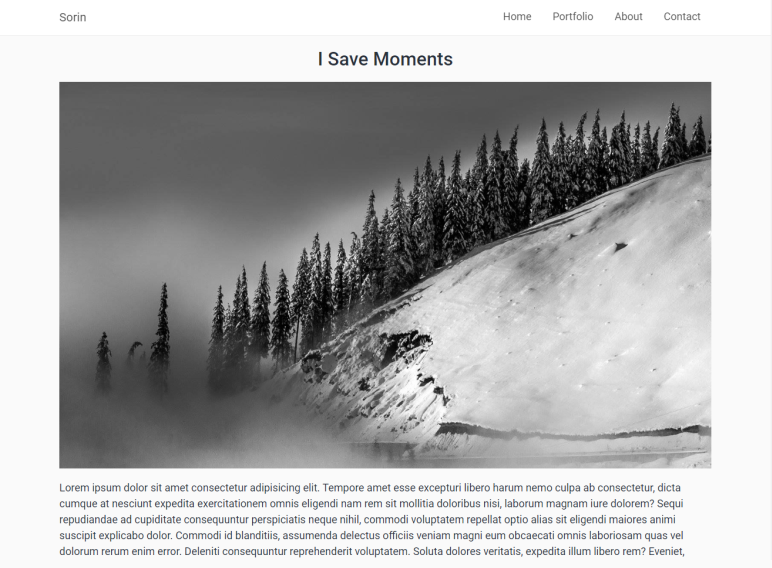 Sorin
Home Portfolio About Contact
I Save Moments
Lorem ipsum dolor sit amet consectetur adipisicing elit. Tempore amet esse excepturi libero harum nemo culpa ab consectetur, dicta
cumque at nesciunt expedita exercitationem omnis eligendi nam rem sit mollitia doloribus nisi, laborum magnam iure dolorem? Sequi
repudiandae ad cupiditate consequuntur perspiciatis neque nihil, commodi voluptatem repellat optio alias sit eligendi maiores animi
suscipit explicabo dolor. Commodi id blanditiis, assumenda delectus officiis veniam magni eum obcaecati omnis laboriosam quas vel
dolorum rerum enim error. Deleniti consequuntur reprehenderit voluptatem. Soluta dolores veritatis, expedita illum libero rem? Eveniet,